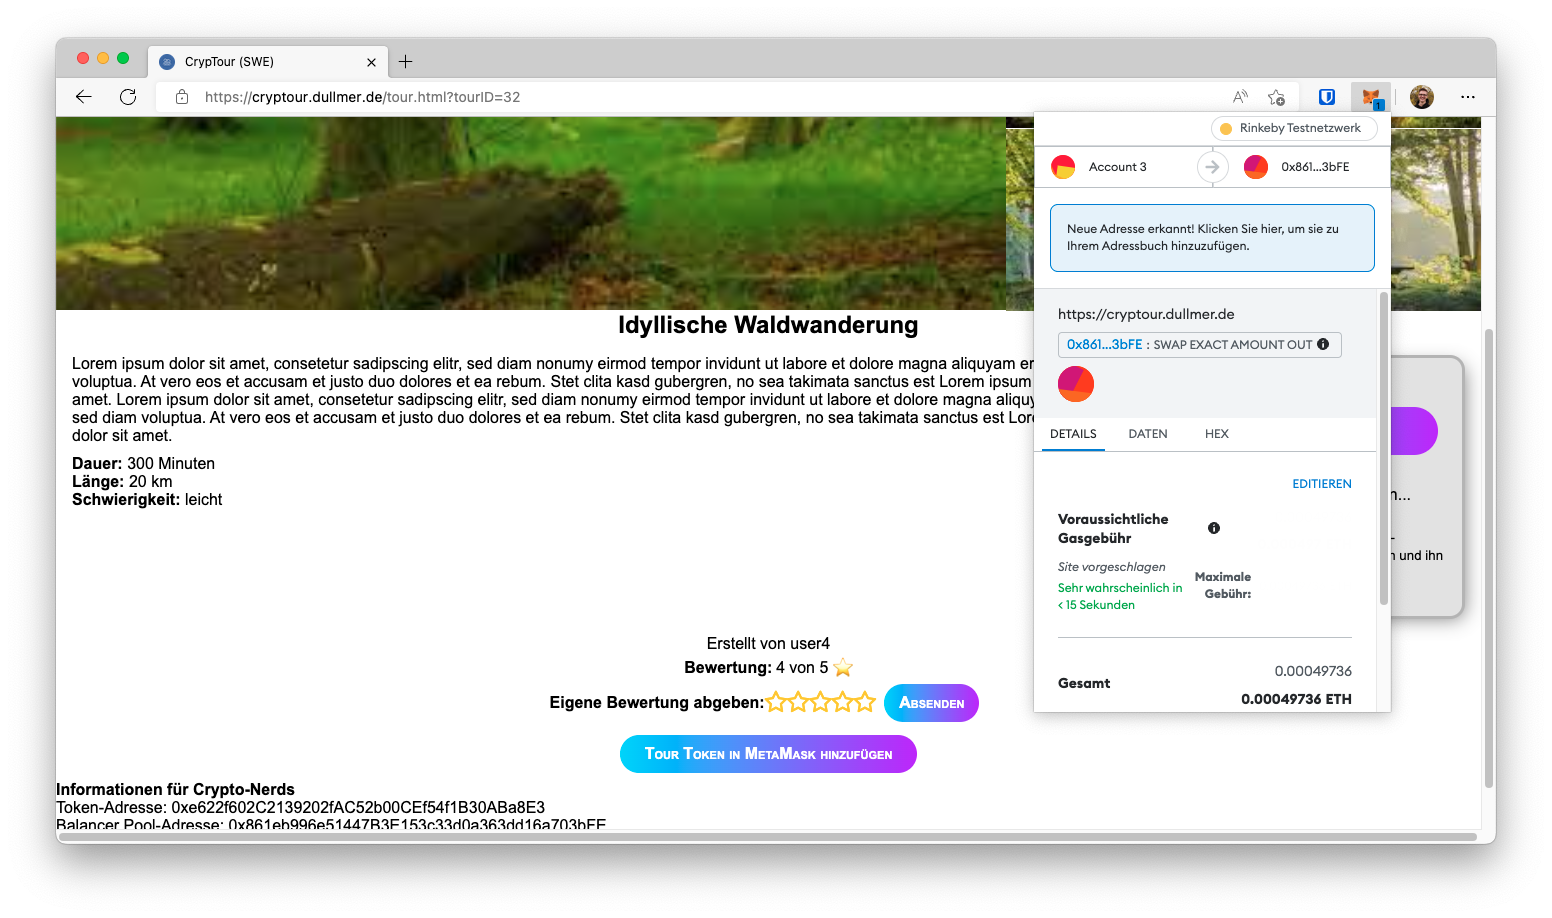 CrypTour (SWE)
https://cryptour.dullmer.de/tour.html?tourID=32
1
Rinkeby Testnetzwerk
Account 3
0x861...3bFE
Neue Adresse erkannt! Klicken Sie hier, um sie zu
Ihrem Adressbuch hinzuzufügen.
https://cryptour.dullmer.de
0x861...3bFE : SWAP EXACT AMOUNT OUT
DETAILS
DATEN
HEX
EDITIEREN
Voraussichtliche
Gasgebühr
Site vorgeschlagen
Sehr wahrscheinlich in
< 15 Sekunden
Maximale
Gebühr:
Gesamt
0.00049736
0.00049736 ETH
Idyllische Waldwanderung
Lorem ipsum dolor sit amet, consetetur sadipscing elitr, sed diam nonumy eirmod tempor invidunt ut labore et dolore magna aliquyam
voluptua. At vero eos et accusam et justo duo dolores et ea rebum. Stet clita kasd gubergren, no sea takimata sanctus est Lorem ipsum
amet. Lorem ipsum dolor sit amet, consetetur sadipscing elitr, sed diam nonumy eirmod tempor invidunt ut labore et dolore magna
sed diam voluptua. At vero eos et accusam et justo duo dolores et ea rebum. Stet clita kasd gubergren, no sea takimata sanctus est
dolor sit amet.
Dauer: 300 Minuten
Länge: 20 km
Schwierigkeit: leicht
n...
und ihn
Erstellt von user4
Bewertung: 4 von 5
Eigene Bewertung abgeben:
Absenden
Tour Token in MetaMask hinzufügen
Informationen für Crypto-Nerds
Token-Adresse: 0xe622f602C2139202fAC52b00CEf54f1B30ABa8E3
Balancer Pool-Adresse: 0x861eb996e51447B3E153c33d0a363dd16a703bFE